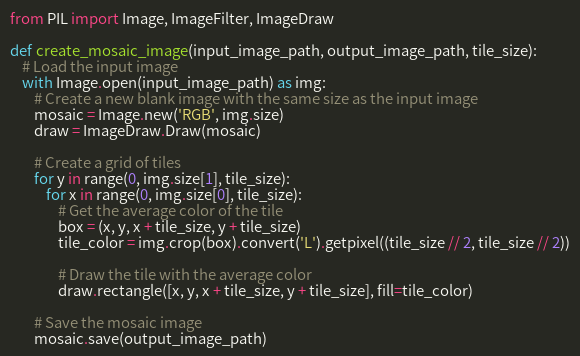 from PIL import Image, ImageFilter, ImageDraw

def create_mosaic_image(input_image_path, output_image_path, tile_size):
    # Load the input image
    with Image.open(input_image_path) as img:
        # Create a new blank image with the same size as the input image
        mosaic = Image.new('RGB', img.size)
        draw = ImageDraw.Draw(mosaic)

        # Create a grid of tiles
        for y in range(0, img.size[1], tile_size):
            for x in range(0, img.size[0], tile_size):
                # Get the average color of the tile
                box = (x, y, x + tile_size, y + tile_size)
                tile_color = img.crop(box).convert('L').getpixel((tile_size // 2, tile_size // 2))

                # Draw the tile with the average color
                draw.rectangle([x, y, x + tile_size, y + tile_size], fill=tile_color)

        # Save the mosaic image
        mosaic.save(output_image_path)